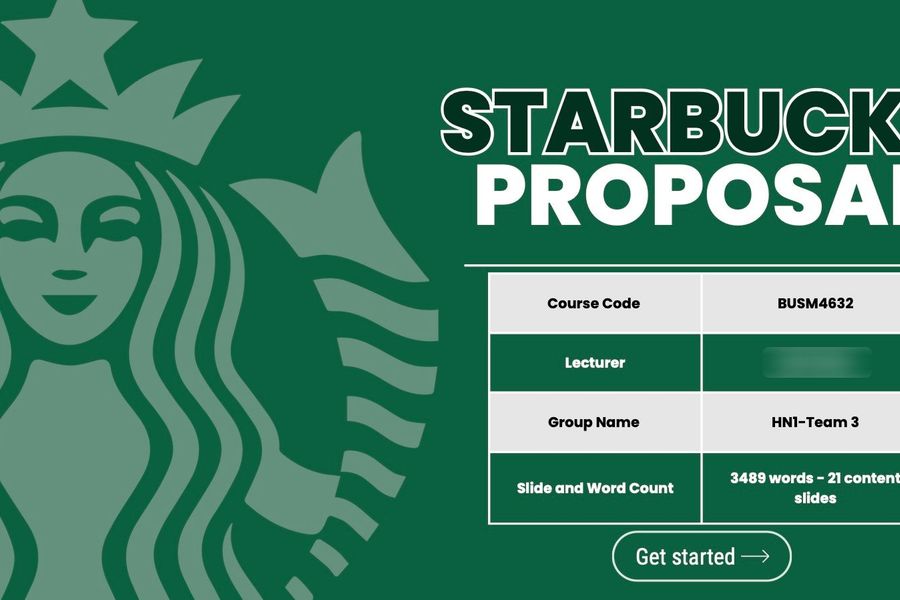 STARBUCK
PROPOSAL
Course Code
BUSM4632
Lecturer
Group Name
HN1-Team 3
Slide and Word Count
3489 words - 21 content
slides
Get started